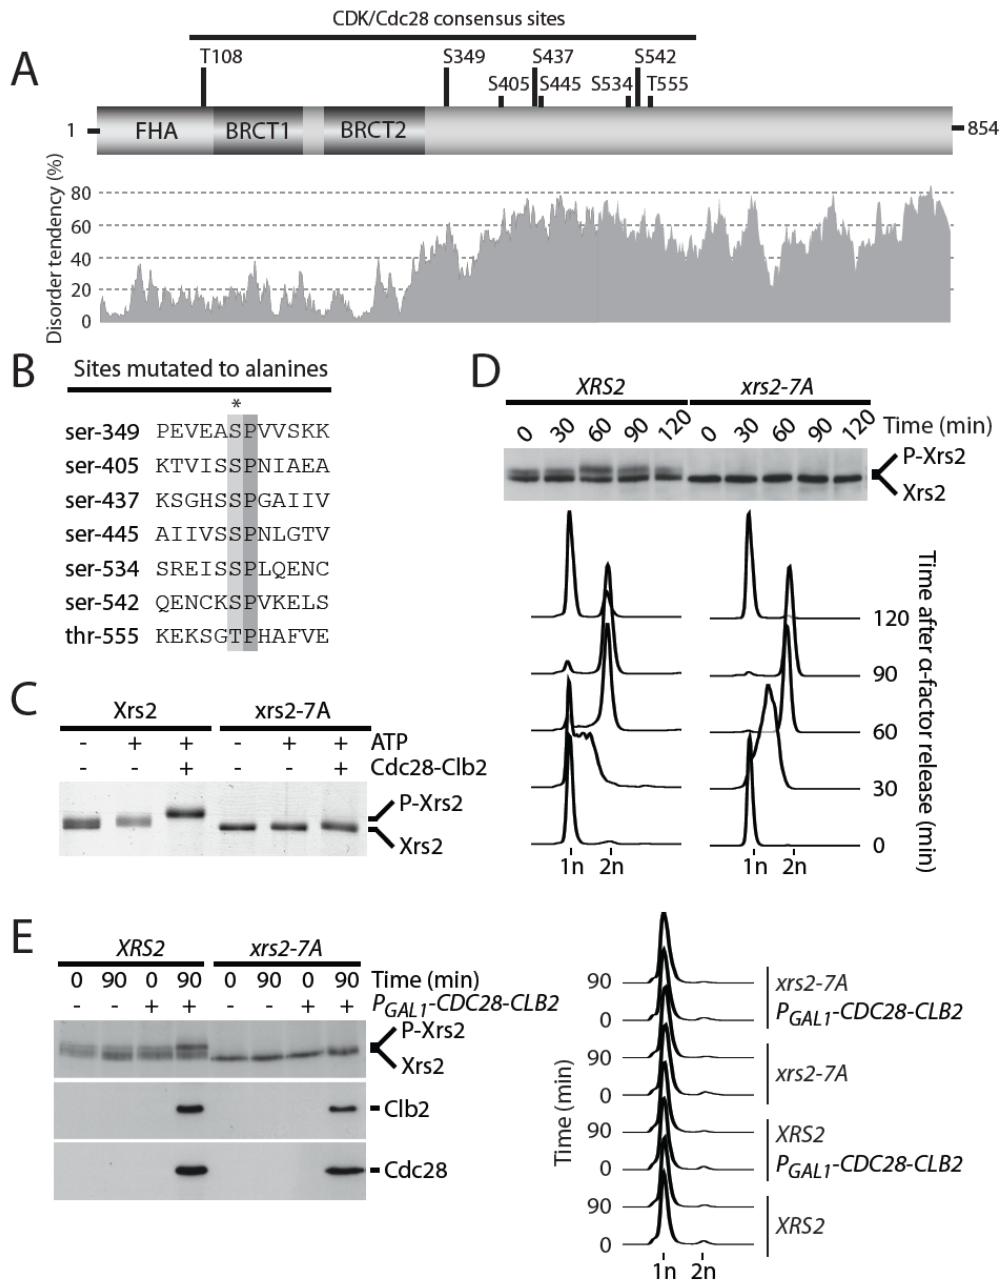 CDK/Cdc28 consensus sites
A
T108 S349 S437 S542
S405 S445 S534 T555
1 FHA BRCT1 BRCT2 854
Disorder tendency (%)
80
60
40
20
0
B
Sites mutated to alanines
*
ser-349 PEVEASPVVSKK
ser-405 KTVISSPNIAEA
ser-437 KSGHSSPGAIIV
ser-445 AIIVSSPNLGTV
ser-534 SREISSPLQENC
ser-542 QENCKSPVKELS
thr-555 KEKSGTPHAFVE
C
Xrs2 xrs2-7A
- + + - + + ATP
- - + - - + Cdc28-Clb2
P-Xrs2
Xrs2
D
XRS2 xrs2-7A
0 30 60 90 120 0 30 60 90 120 Time (min)
P-Xrs2
Xrs2
120
90
60
30
0
Time after α-factor release (min)
1n 2n 1n 2n
E
XRS2 xrs2-7A
0 90 0 90 0 90 0 90 Time (min)
- - + + - - + + PGAL1-CDC28-CLB2
P-Xrs2
Xrs2
Clb2
Cdc28
Time (min)
90 xrs2-7A
0 PGAL1-CDC28-CLB2
90
0
xrs2-7A
90 XRS2
0 PGAL1-CDC28-CLB2
90
0
XRS2
1n 2n